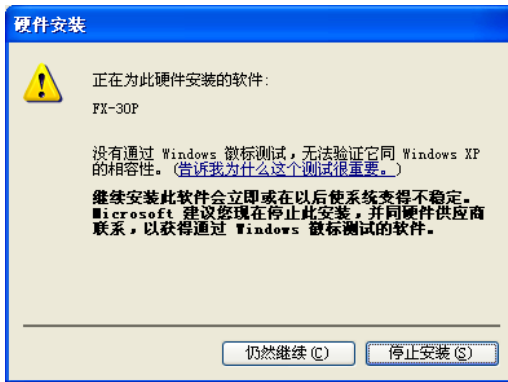 硬件安装
正在为此硬件安装的软件:
FX-30P
没有通过 Windows 徽标测试，无法验证它同 Windows XP
的相容性。(告诉我为什么这个测试很重要。)
继续安装此软件会立即或在以后使系统变得不稳定。
Microsoft 建议您现在停止此安装，并同硬件供应商
联系，以获得通过 Windows 徽标测试的软件。
仍然继续(C) 停止安装(S)